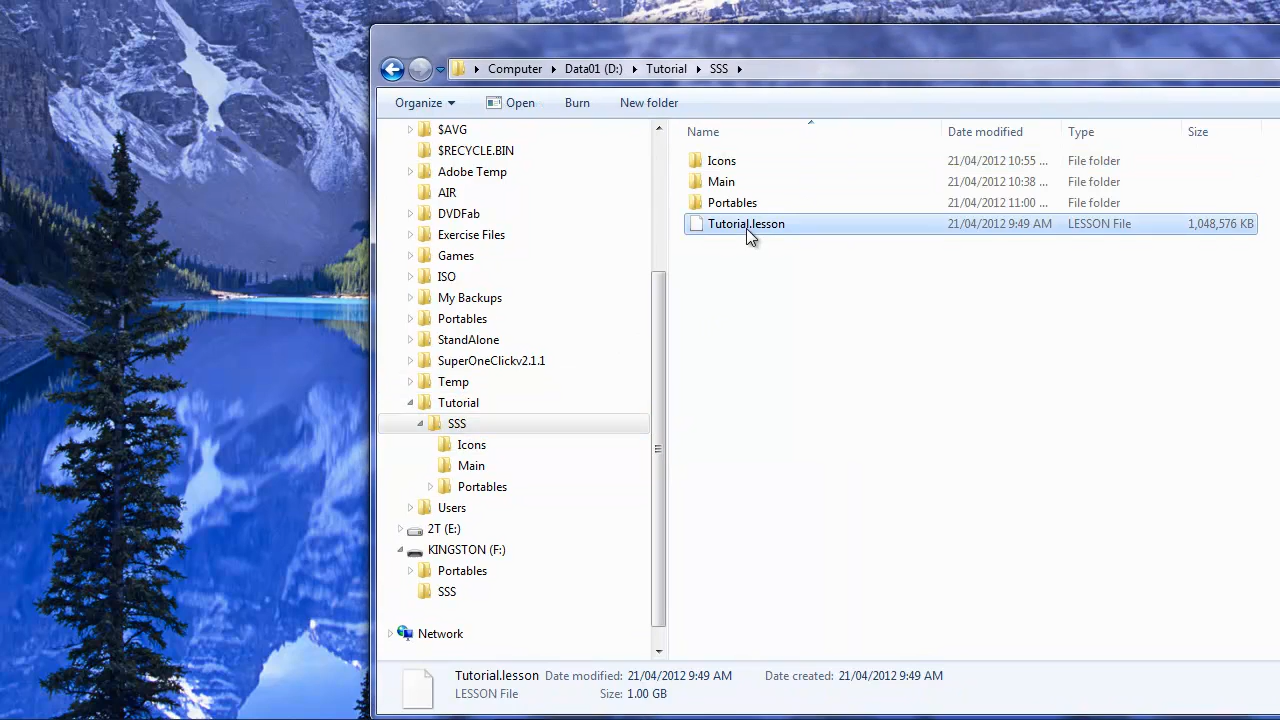 Computer Data01 (D:) Tutorial SSS
Organize Open Burn New folder
Name Date modified Type Size
$AVG
$RECYCLE.BIN
Adobe Temp
AIR
DVDFab
Exercise Files
Games
ISO
My Backups
Portables
StandAlone
SuperOneClickv2.1.1
Temp
Tutorial
SSS
Icons
Main
Portables
Users
2T (E:)
KINGSTON (F:)
Portables
SSS
Network
Icons 21/04/2012 10:55 ... File folder
Main 21/04/2012 10:38 ... File folder
Portables 21/04/2012 11:00 ... File folder
Tutorial.lesson 21/04/2012 9:49 AM LESSON File 1,048,576 KB
Tutorial.lesson Date modified: 21/04/2012 9:49 AM Date created: 21/04/2012 9:49 AM
LESSON File Size: 1.00 GB